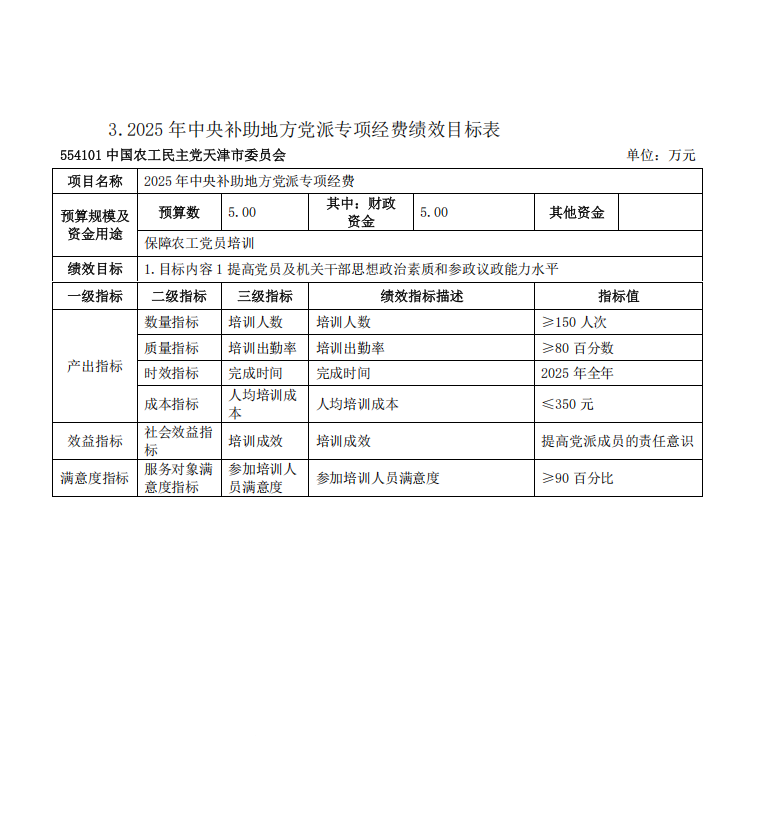 3.2025 年中央补助地方党派专项经费绩效目标表
554101 中国农工民主党天津市委员会 单位：万元
项目名称 2025 年中央补助地方党派专项经费
预算规模及资金用途 预算数 5.00 其中：财政资金 5.00 其他资金
保障农工党员培训
绩效目标 1.目标内容 1 提高党员及机关干部思想政治素质和参政议政能力水平
一级指标 二级指标 三级指标 绩效指标描述 指标值
产出指标 数量指标 培训人数 培训人数 ≥150 人次
质量指标 培训出勤率 培训出勤率 ≥80 百分数
时效指标 完成时间 完成时间 2025 年全年
成本指标 人均培训成本 人均培训成本 ≤350 元
效益指标 社会效益指标 培训成效 培训成效 提高党派成员的责任意识
满意度指标 服务对象满意度指标 参加培训人员满意度 参加培训人员满意度 ≥90 百分比